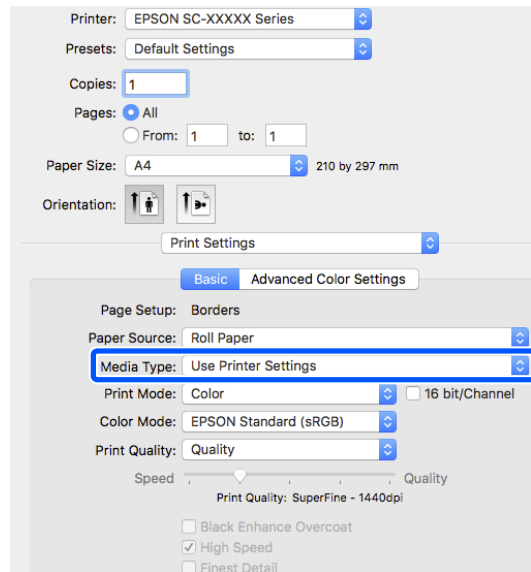 Printer: EPSON SC-XXXXX Series
Presets: Default Settings
Copies: 1
Pages: All
From: 1 to: 1
Paper Size: A4 210 by 297 mm
Orientation:
Print Settings
Basic Advanced Color Settings
Page Setup: Borders
Paper Source: Roll Paper
Media Type: Use Printer Settings
Print Mode: Color 16 bit/Channel
Color Mode: EPSON Standard (sRGB)
Print Quality: Quality
Speed Quality
Print Quality: SuperFine - 1440dpi
Black Enhance Overcoat
High Speed
Finest Detail